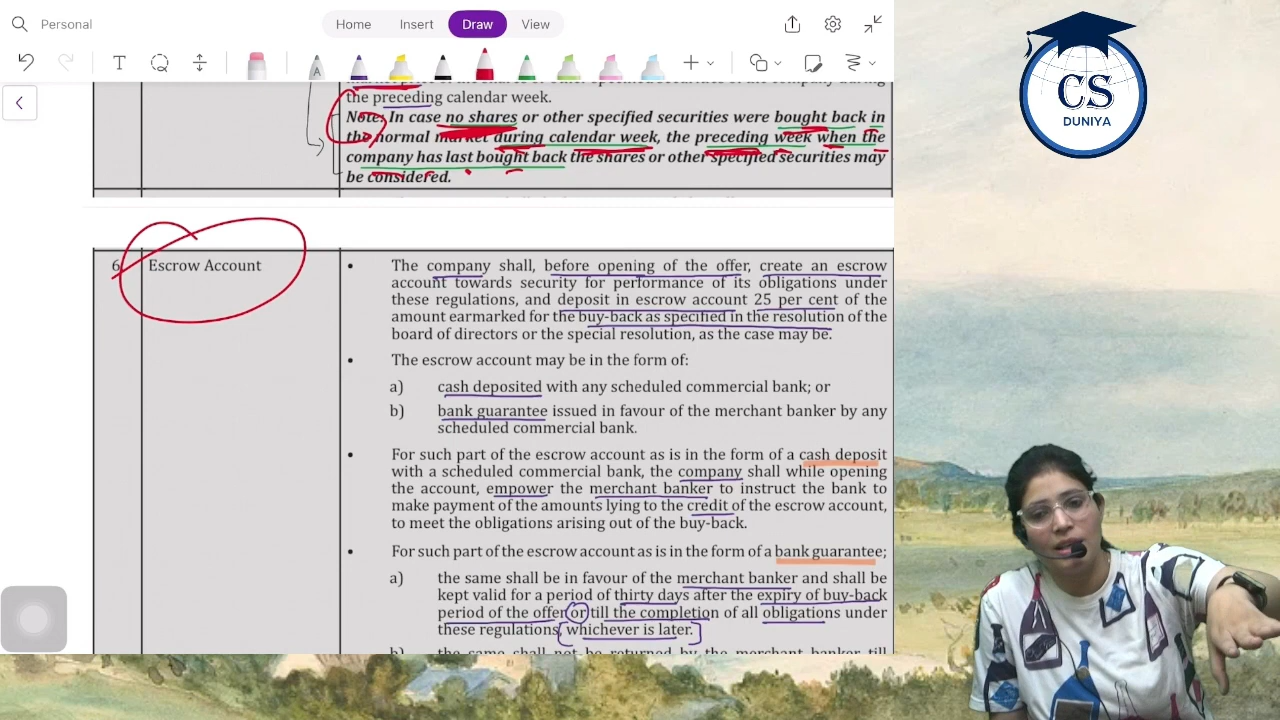 Personal
Home Insert Draw View
the preceding calendar week.
Note: In case no shares or other specified securities were bought back in
the normal market during calendar week, the preceding week when the
company has last bought back the shares or other specified securities may
be considered.
6. Escrow Account
• The company shall, before opening of the offer, create an escrow
account towards security for performance of its obligations under
these regulations, and deposit in escrow account 25 per cent of the
amount earmarked for the buy-back as specified in the resolution of the
board of directors or the special resolution, as the case may be.
• The escrow account may be in the form of:
a) cash deposited with any scheduled commercial bank; or
b) bank guarantee issued in favour of the merchant banker by any
scheduled commercial bank.
• For such part of the escrow account as is in the form of a cash deposit
with a scheduled commercial bank, the company shall while opening
the account, empower the merchant banker to instruct the bank to
make payment of the amounts lying to the credit of the escrow account,
to meet the obligations arising out of the buy-back.
• For such part of the escrow account as is in the form of a bank guarantee;
a) the same shall be in favour of the merchant banker and shall be
kept valid for a period of thirty days after the expiry of buy-back
period of the offer or till the completion of all obligations under
these regulations, whichever is later.
b) the same shall not be returned by the merchant banker till
CS
DUNIYA